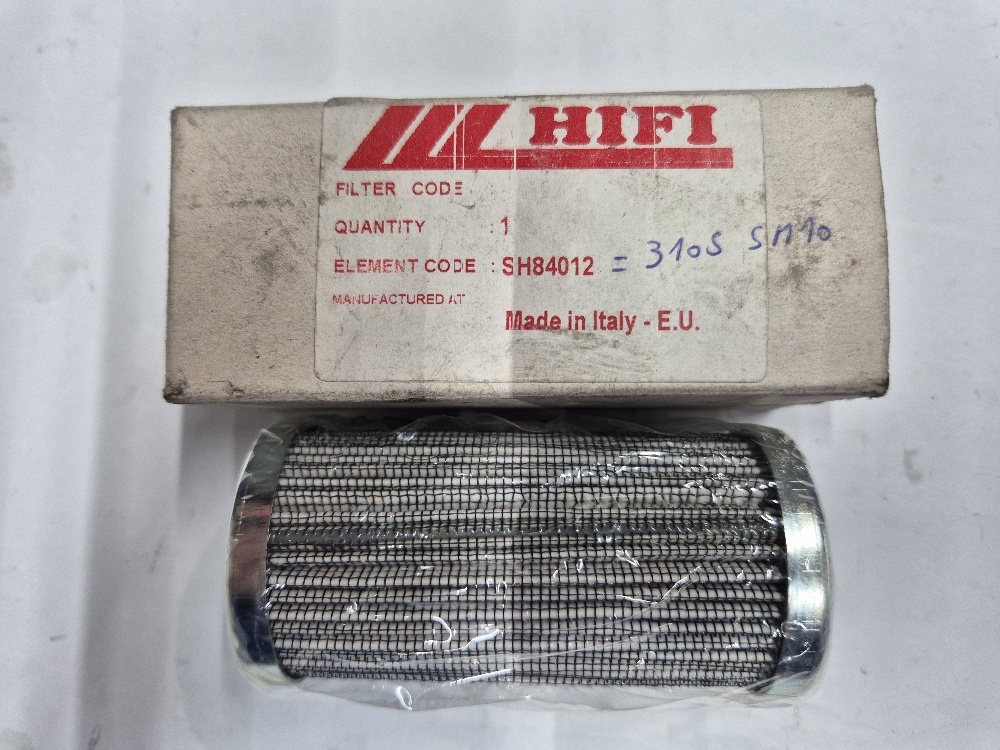 HIFI
FILTER CODE
QUANTITY : 1
ELEMENT CODE : SH84012 = 310S SM10
MANUFACTURED AT
Made in Italy - E.U.